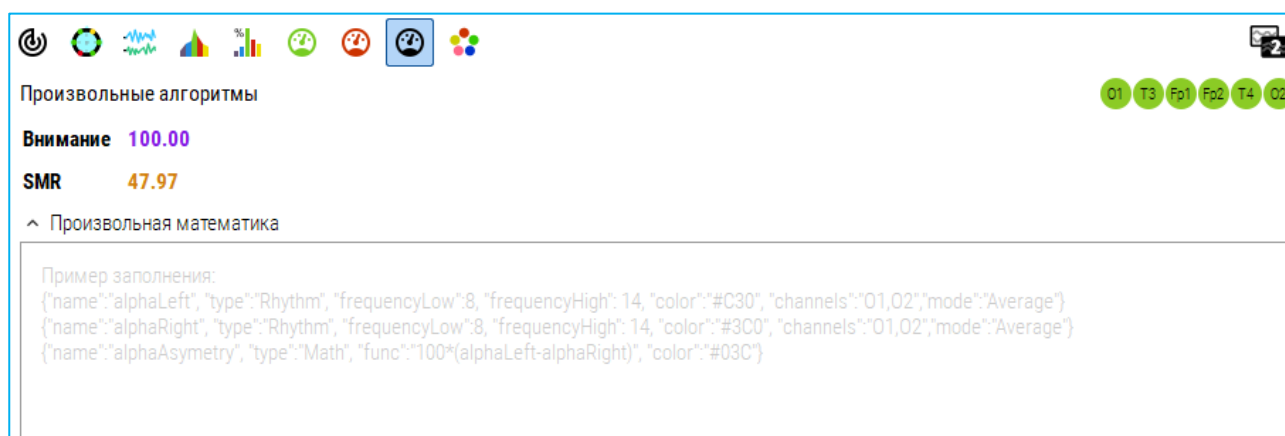 %
2
Произвольные алгоритмы
O1 T3 Fp1 Fp2 T4 O2
Внимание 100.00
SMR 47.97
Произвольная математика
Пример заполнения:
{"name":"alphaLeft", "type":"Rhythm", "frequencyLow":8, "frequencyHigh": 14, "color":"#C30", "channels":"O1,O2","mode":"Average"}
{"name":"alphaRight", "type":"Rhythm", "frequencyLow":8, "frequencyHigh": 14, "color":"#3C0", "channels":"O1,O2","mode":"Average"}
{"name":"alphaAsymetry", "type":"Math", "func":"100*(alphaLeft-alphaRight)", "color":"#03C"}